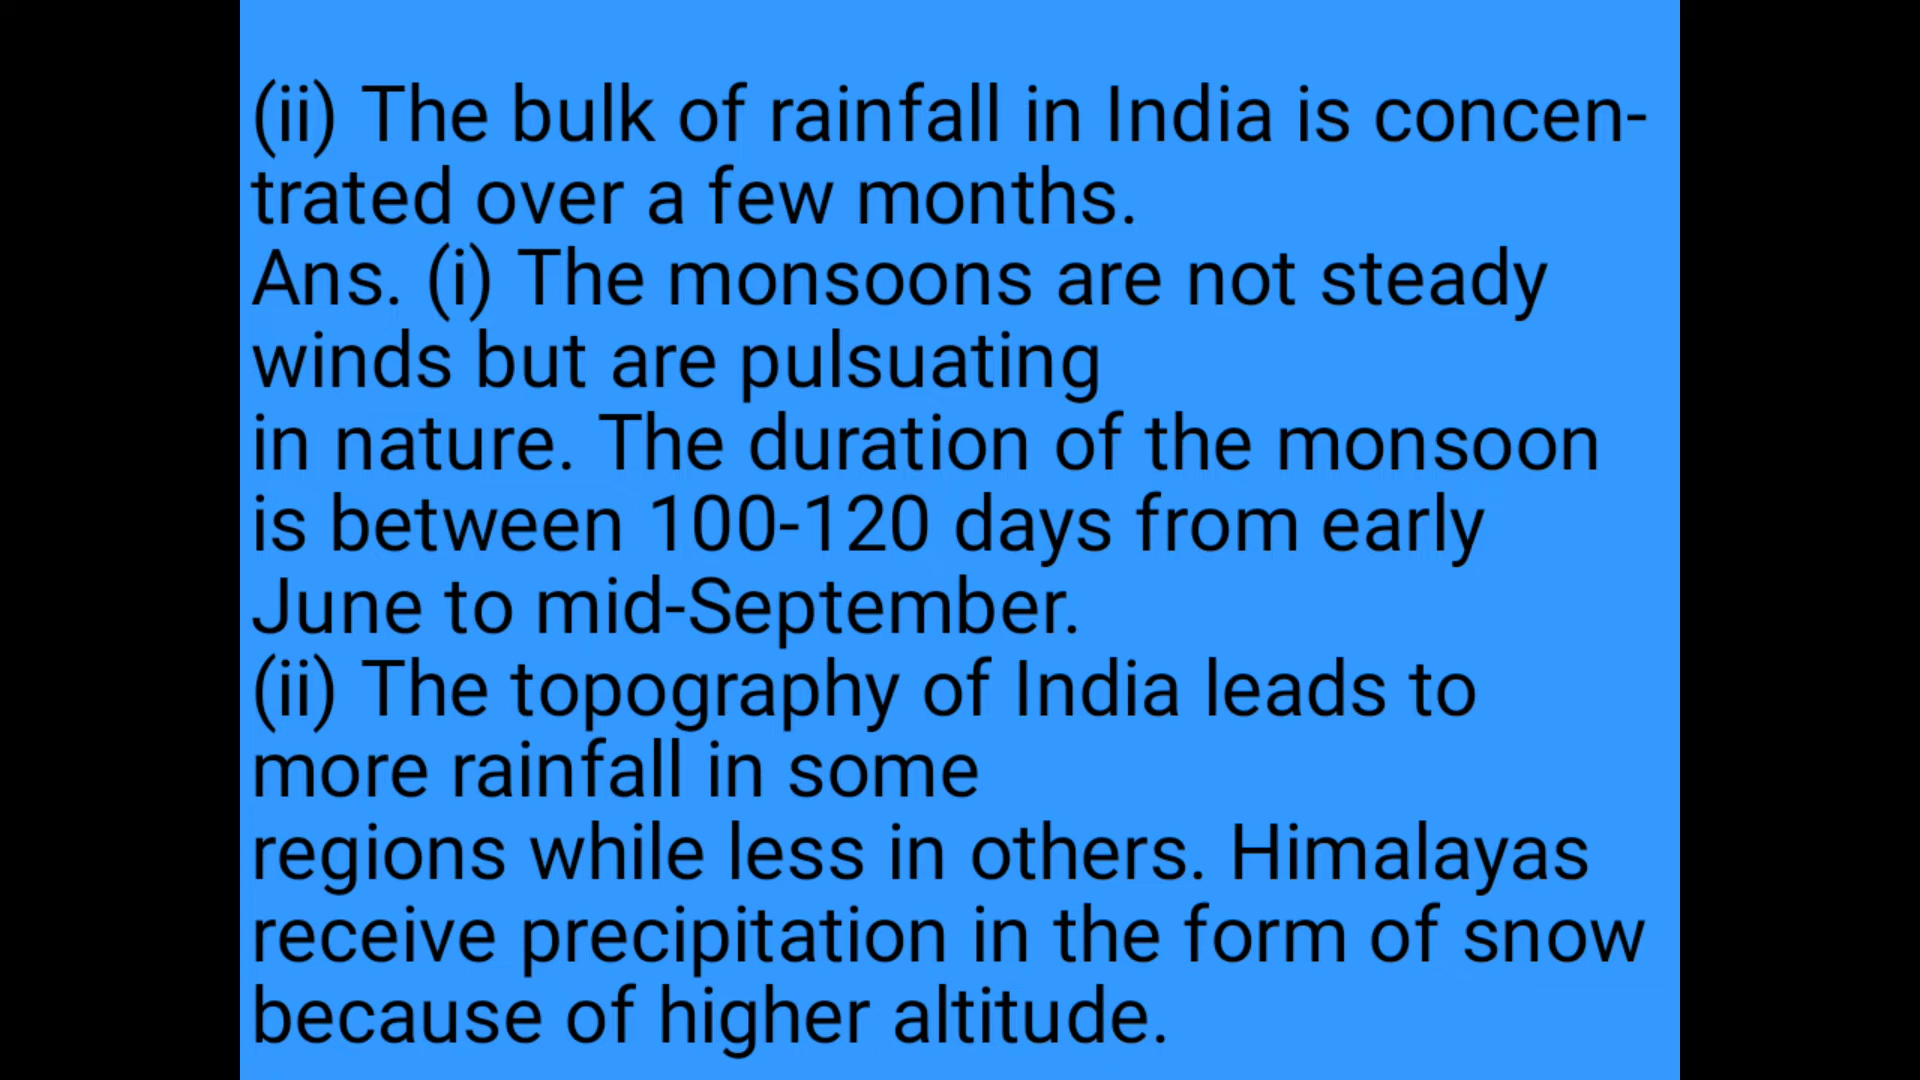 (ii) The bulk of rainfall in India is concen-
trated over a few months.
Ans. (i) The monsoons are not steady
winds but are pulsuating
in nature. The duration of the monsoon
is between 100-120 days from early
June to mid-September.
(ii) The topography of India leads to
more rainfall in some
regions while less in others. Himalayas
receive precipitation in the form of snow
because of higher altitude.